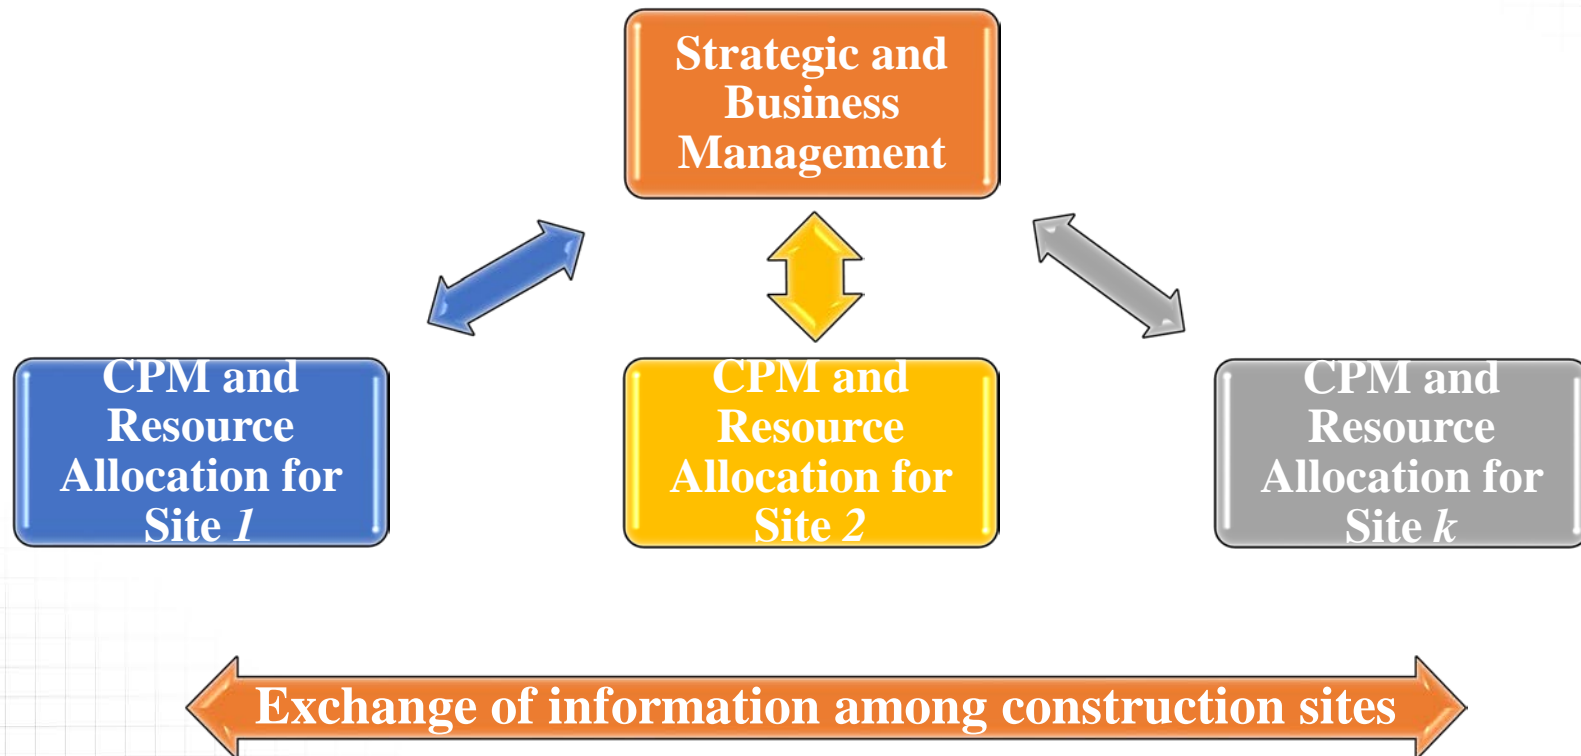 Strategic and
Business
Management
CPM and
Resource
Allocation for
Site 1
CPM and
Resource
Allocation for
Site 2
CPM and
Resource
Allocation for
Site k
Exchange of information among construction sites